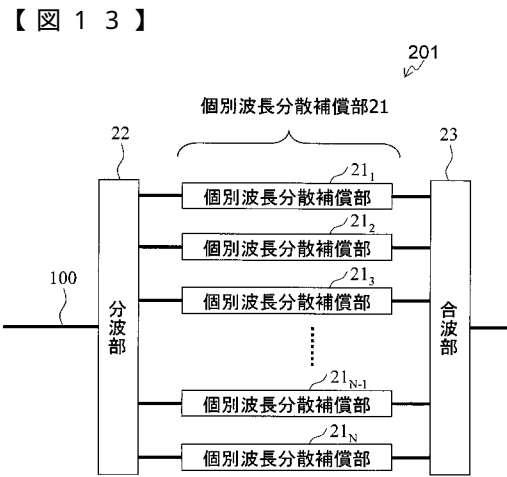 【図１３】
201
個別波長分散補償部21
22
23
21₁
個別波長分散補償部
21₂
個別波長分散補償部
21₃
個別波長分散補償部
100
分波部
合波部
21N-1
個別波長分散補償部
21N
個別波長分散補償部